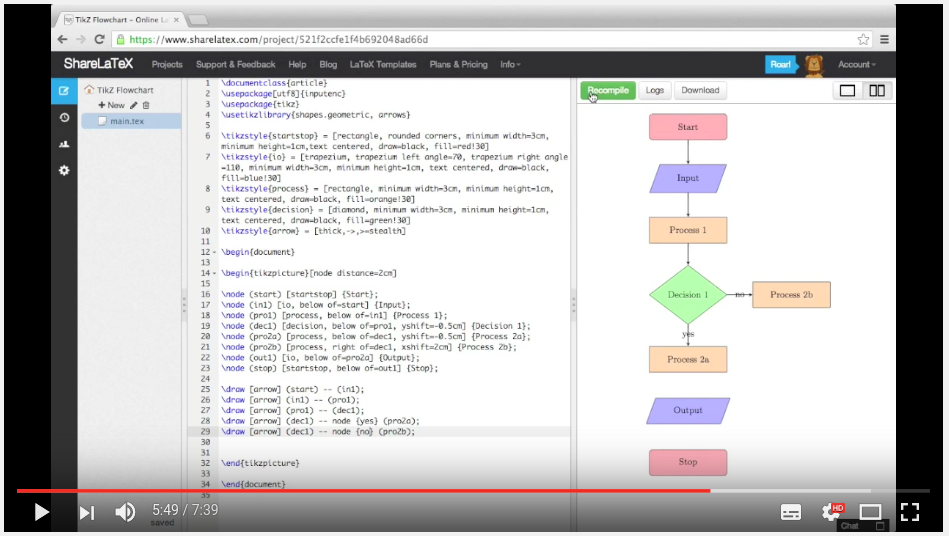 TikZ Flowchart – Online La
https://www.sharelatex.com/project/521f2ccfe1f4b692048ad66d
ShareLaTeX Projects Support & Feedback Help Blog LaTeX Templates Plans & Pricing Info Roar! Account
TikZ Flowchart
+ New
main.tex
1 \documentclass{article}
2 \usepackage[utf8]{inputenc}
3 \usepackage{tikz}
4 \usetikzlibrary{shapes.geometric, arrows}
5
6 \tikzstyle{startstop} = [rectangle, rounded corners, minimum width=3cm,
minimum height=1cm,text centered, draw=black, fill=red!30]
7 \tikzstyle{io} = [trapezium, trapezium left angle=70, trapezium right angle
=110, minimum width=3cm, minimum height=1cm, text centered, draw=black,
fill=blue!30]
8 \tikzstyle{process} = [rectangle, minimum width=3cm, minimum height=1cm,
text centered, draw=black, fill=orange!30]
9 \tikzstyle{decision} = [diamond, minimum width=3cm, minimum height=1cm,
text centered, draw=black, fill=green!30]
10 \tikzstyle{arrow} = [thick,->,>=stealth]
11
12 \begin{document}
13
14 \begin{tikzpicture}[node distance=2cm]
15
16 \node (start) [startstop] {Start};
17 \node (in1) [io, below of=start] {Input};
18 \node (pro1) [process, below of=in1] {Process 1};
19 \node (dec1) [decision, below of=pro1, yshift=-0.5cm] {Decision 1};
20 \node (pro2a) [process, below of=dec1, yshift=-0.5cm] {Process 2a};
21 \node (pro2b) [process, right of=dec1, xshift=2cm] {Process 2b};
22 \node (out1) [io, below of=pro2a] {Output};
23 \node (stop) [startstop, below of=out1] {Stop};
24
25 \draw [arrow] (start) -- (in1);
26 \draw [arrow] (in1) -- (pro1);
27 \draw [arrow] (pro1) -- (dec1);
28 \draw [arrow] (dec1) -- node {yes} (pro2a);
29 \draw [arrow] (dec1) -- node {no} (pro2b);
30
31
32 \end{tikzpicture}
33
34 \end{document}
35
Recompile Logs Download
Start
Input
Process 1
Decision 1 no Process 2b
yes
Process 2a
Output
Stop
5:49 / 7:39
HD
saved
Chat